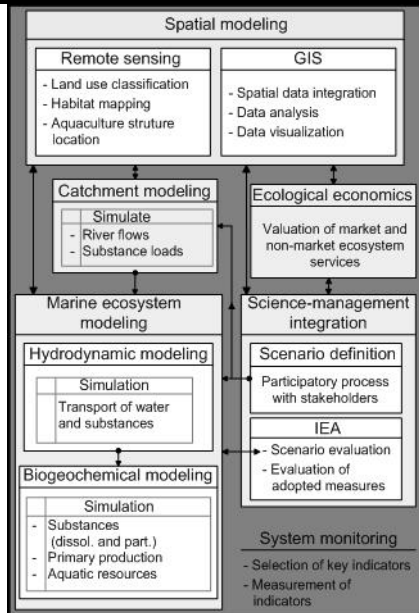 Spatial modeling
Remote sensing
- Land use classification
- Habitat mapping
- Aquaculture struture
location
GIS
- Spatial data integration
- Data analysis
- Data visualization
Catchment modeling
Simulate
- River flows
- Substance loads
Ecological economics
Valuation of market and
non-market ecosystem
services
Marine ecosystem
modeling
Hydrodynamic modeling
Simulation
Transport of water
and substances
Biogeochemical modeling
Simulation
- Substances
(dissol. and part.)
- Primary production
- Aquatic resources
Science-management
integration
Scenario definition
Participatory process
with stakeholders
IEA
- Scenario evaluation
- Evaluation of
adopted measures
System monitoring
- Selection of key indicators
- Measurement of
indicators